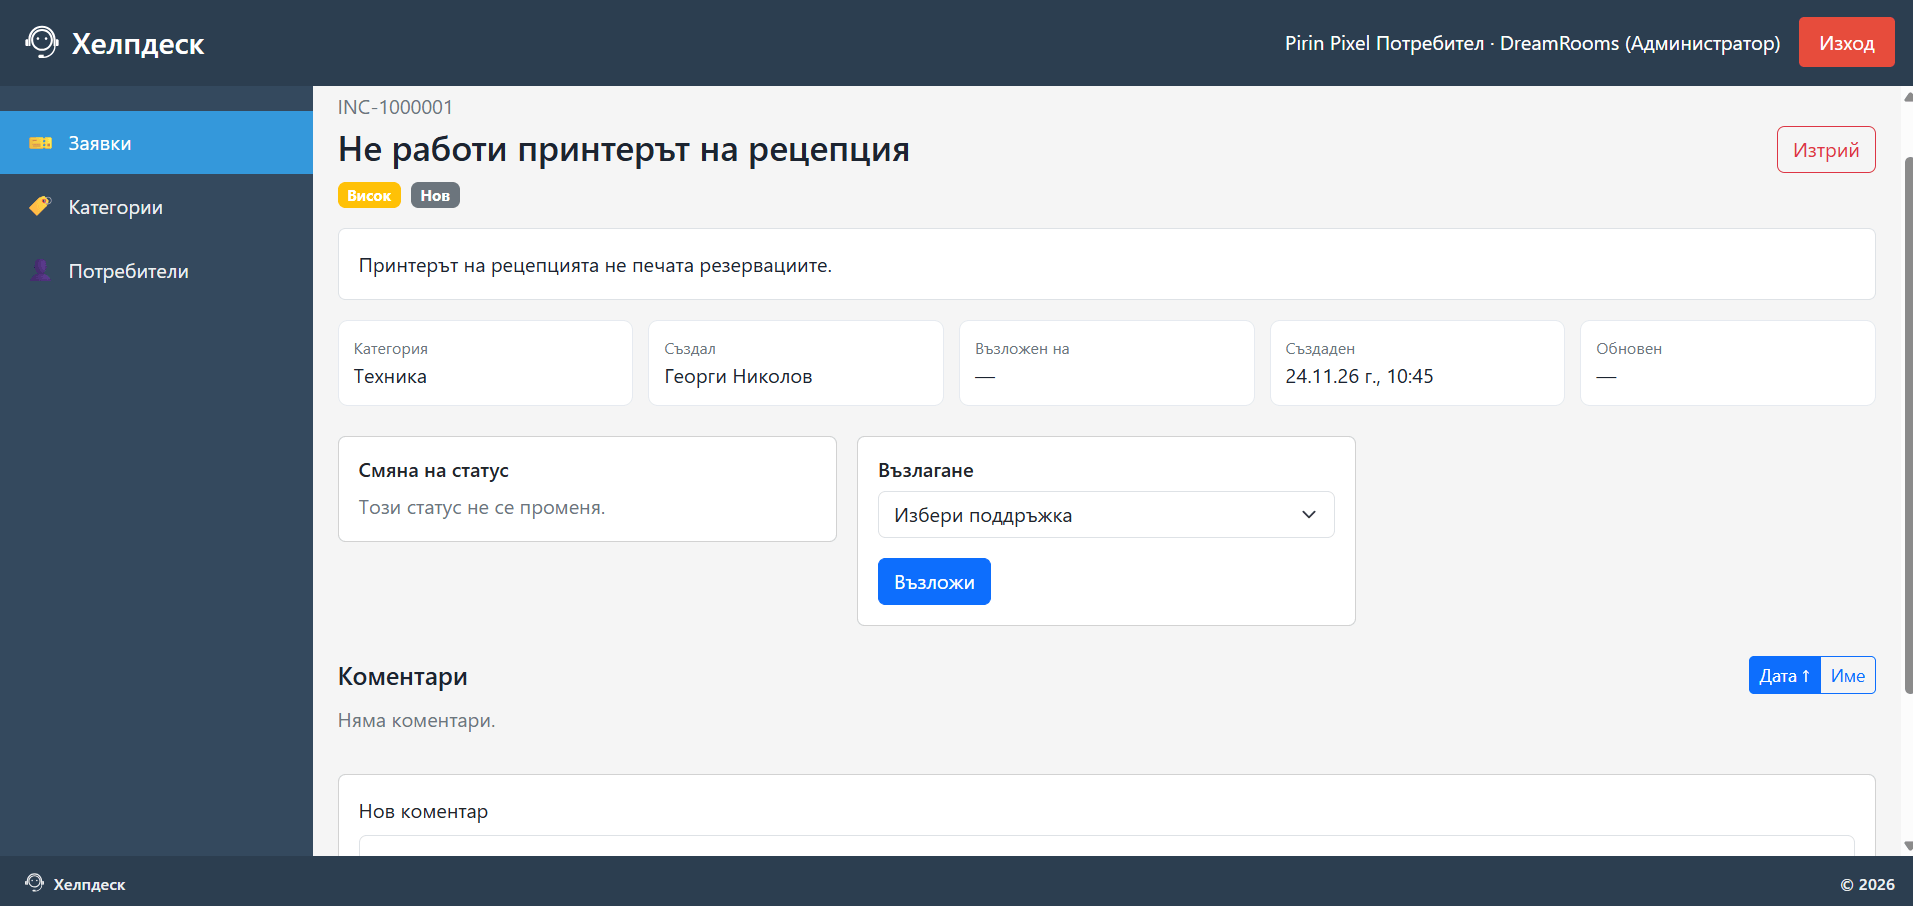 Хелпдеск
Pirin Pixel Потребител · DreamRooms (Администратор)
Изход
Заявки
Категории
Потребители
INC-1000001
Не работи принтерът на рецепция
Изтрий
Висок
Нов
Принтерът на рецепцията не печата резервациите.
Категория
Техника
Създал
Георги Николов
Възложен на
—
Създаден
24.11.26 г., 10:45
Обновен
—
Смяна на статус
Този статус не се променя.
Възлагане
Избери поддръжка
Възложи
Коментари
Дата ↑
Име
Няма коментари.
Нов коментар
Хелпдеск
© 2026